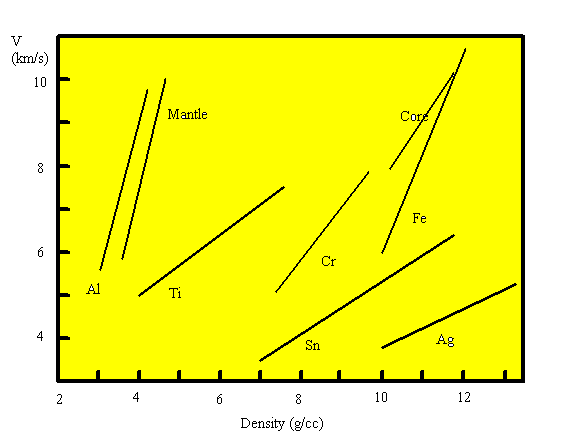 V
(km/s)
10
8
6
4
Mantle
Core
Fe
Al
Ti
Cr
Sn
Ag
2
4
6
8
10
12
Density (g/cc)